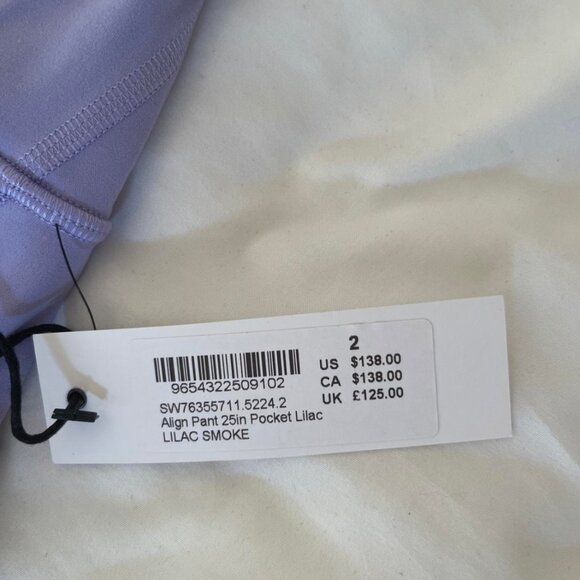 2
US $138.00
CA $138.00
UK £125.00
9654322509102
SW76355711.5224.2
Align Pant 25in Pocket Lilac
LILAC SMOKE